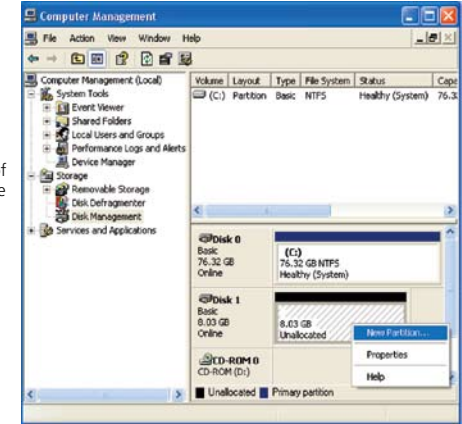 Computer Management
File Action View Window Help
Computer Management (Local)
System Tools
Event Viewer
Shared Folders
Local Users and Groups
Performance Logs and Alerts
Device Manager
Storage
Removable Storage
Disk Defragmenter
Disk Management
Services and Applications
Volume Layout Type File System Status Capa
(C:) Partition Basic NTFS Healthy (System) 76.3
of
e
Disk 0
Basic
76.32 GB
Online
(C:)
76.32 GB NTFS
Healthy (System)
Disk 1
Basic
8.03 GB
Online
8.03 GB
Unallocated
New Partition...
Properties
Help
CD-ROM 0
CD-ROM (D:)
Unallocated Primary partition